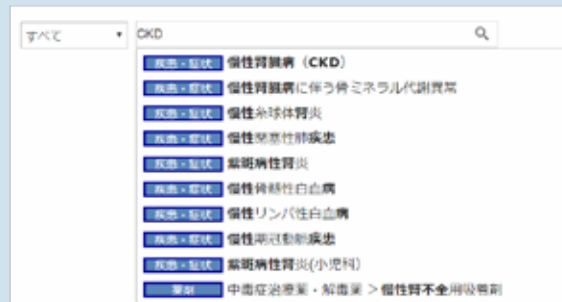 すべて CKD
疾患・症状 慢性腎臓病（CKD）
疾患・症状 慢性腎臓病に伴う骨ミネラル代謝異常
疾患・症状 慢性糸球体腎炎
疾患・症状 慢性閉塞性肺疾患
疾患・症状 紫斑病性腎炎
疾患・症状 慢性骨髄性白血病
疾患・症状 慢性リンパ性白血病
疾患・症状 慢性期冠動脈疾患
疾患・症状 紫斑病性腎炎(小児科)
薬剤 中毒症治療薬・解毒薬 ＞慢性腎不全用吸着剤